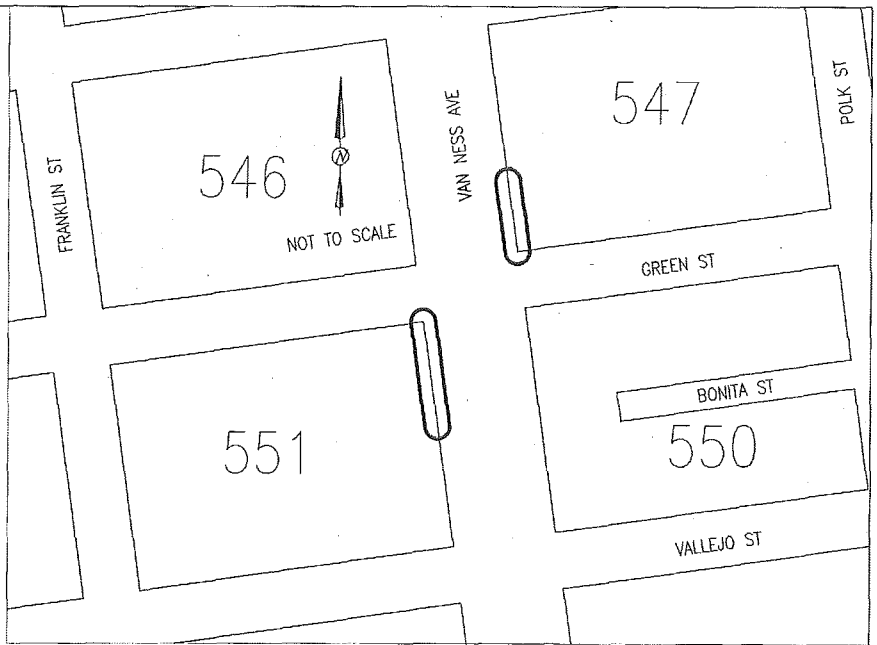 547
POLK ST
VAN NESS AVE
546
N
FRANKLIN ST
NOT TO SCALE
GREEN ST
BONITA ST
551
550
VALLEJO ST